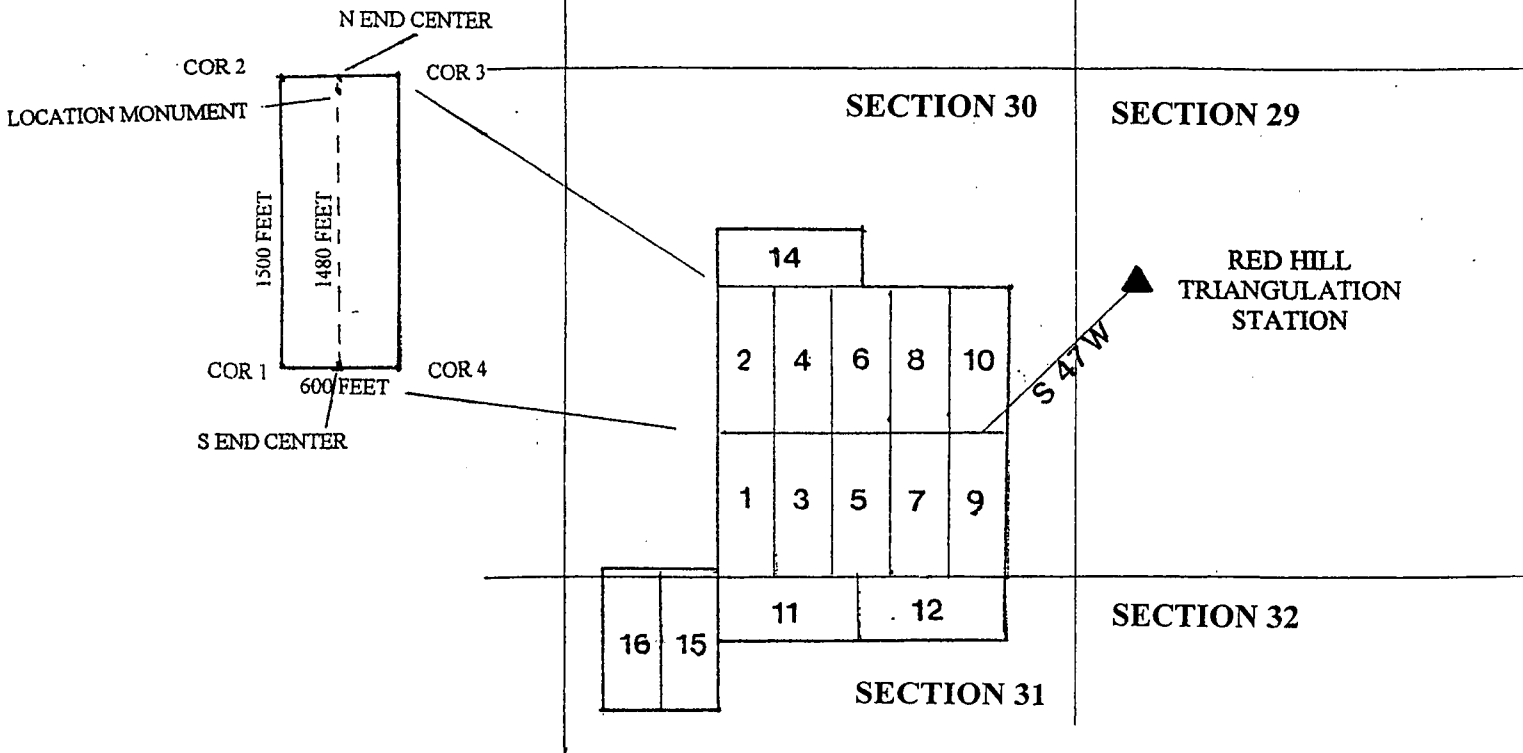 N END CENTER
COR 2
COR 3
LOCATION MONUMENT
1500 FEET
1480 FEET
COR 1
COR 4
600 FEET
S END CENTER
SECTION 30
SECTION 29
14
RED HILL
TRIANGULATION
STATION
2
4
6
8
10
S 47 W
1
3
5
7
9
11
12
16
15
SECTION 32
SECTION 31